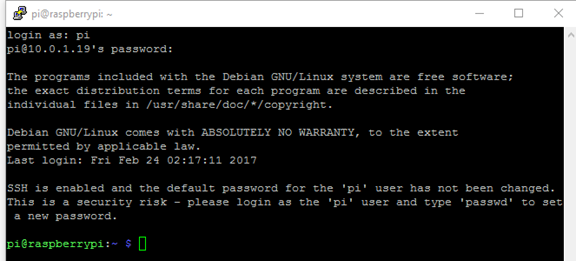 pi@raspberrypi: ~
login as: pi
pi@10.0.1.19's password:
The programs included with the Debian GNU/Linux system are free software;
the exact distribution terms for each program are described in the
individual files in /usr/share/doc/*/copyright.
Debian GNU/Linux comes with ABSOLUTELY NO WARRANTY, to the extent
permitted by applicable law.
Last login: Fri Feb 24 02:17:11 2017
SSH is enabled and the default password for the 'pi' user has not been changed.
This is a security risk - please login as the 'pi' user and type 'passwd' to set
 a new password.
pi@raspberrypi:~ $